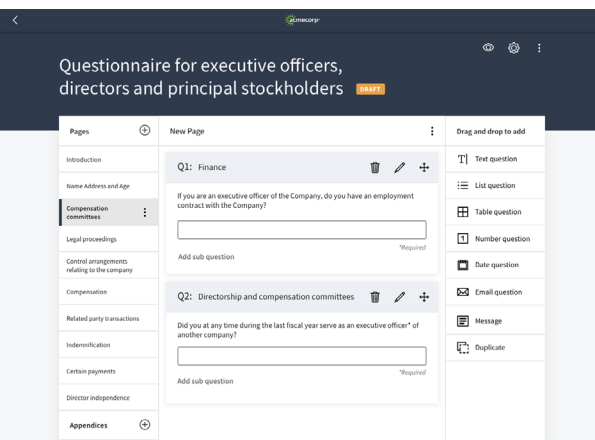 acmecorp
Questionnaire for executive officers,
directors and principal stockholders DRAFT
Pages
Introduction
Name Address and Age
Compensation
committees
Legal proceedings
Control arrangements
relating to the company
Compensation
Related party transactions
Indemnification
Certain payments
Director independence
Appendices
New Page
Q1: Finance
If you are an executive officer of the Company, do you have an employment
contract with the Company?
*Required
Add sub question
Q2: Directorship and compensation committees
Did you at any time during the last fiscal year serve as an executive officer* of
another company?
*Required
Add sub question
Drag and drop to add
T Text question
List question
Table question
1 Number question
Date question
Email question
Message
Duplicate